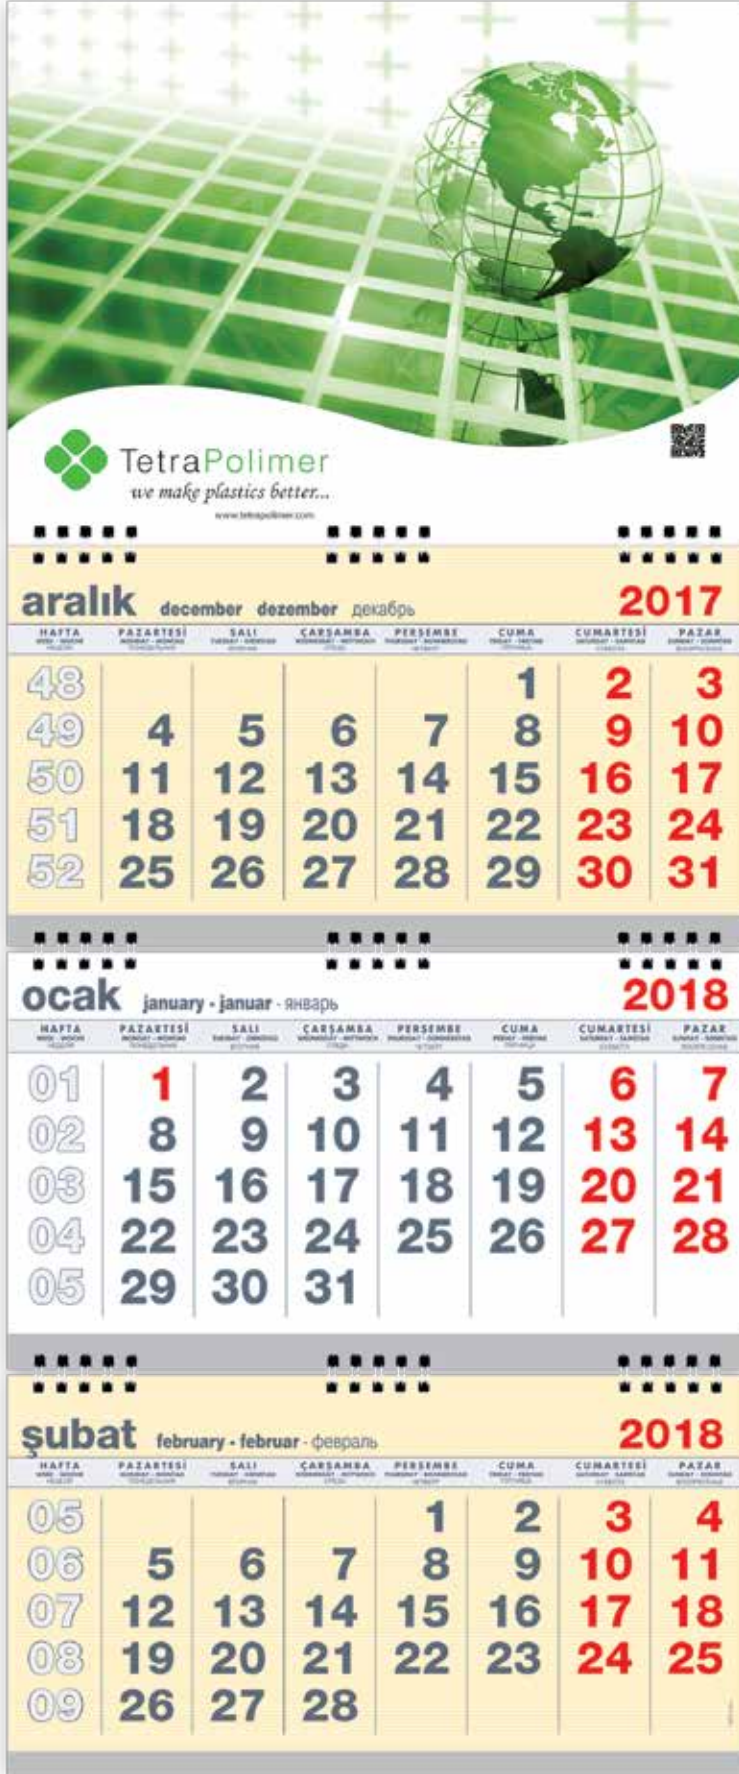 TetraPolimer
we make plastics better...
www.tetrapolimer.com
aralık december dezember декабрь 2017
HAFTA PAZARTESİ SALI ÇARŞAMBA PERŞEMBE CUMA CUMARTESİ PAZAR
48 1 2 3
49 4 5 6 7 8 9 10
50 11 12 13 14 15 16 17
51 18 19 20 21 22 23 24
52 25 26 27 28 29 30 31
ocak january - januar - январь 2018
HAFTA PAZARTESİ SALI ÇARŞAMBA PERŞEMBE CUMA CUMARTESİ PAZAR
01 1 2 3 4 5 6 7
02 8 9 10 11 12 13 14
03 15 16 17 18 19 20 21
04 22 23 24 25 26 27 28
05 29 30 31
şubat february - februar - февраль 2018
HAFTA PAZARTESİ SALI ÇARŞAMBA PERŞEMBE CUMA CUMARTESİ PAZAR
05 1 2 3 4
06 5 6 7 8 9 10 11
07 12 13 14 15 16 17 18
08 19 20 21 22 23 24 25
09 26 27 28